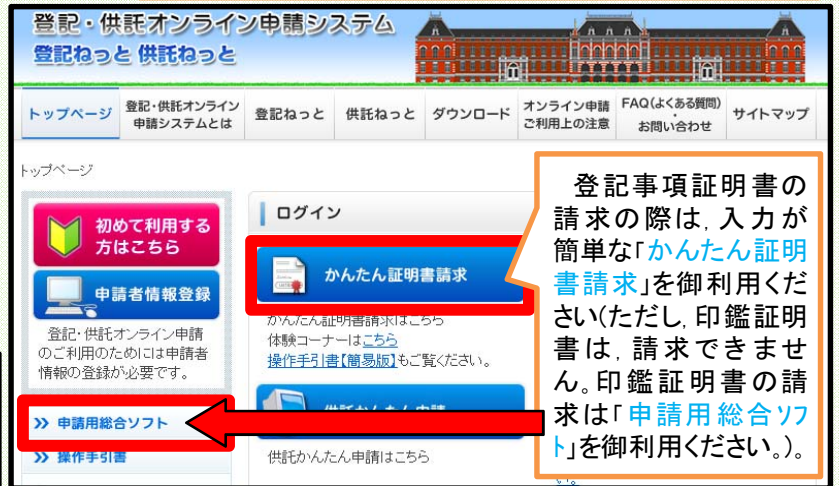 登記・供託オンライン申請システム
登記ねっと 供託ねっと
トップページ
登記・供託オンライン
申請システムとは
登記ねっと
供託ねっと
ダウンロード
オンライン申請
ご利用上の注意
FAQ(よくある質問)
・
お問い合わせ
サイトマップ
トップページ
初めて利用する
方はこちら
申請者情報登録
登記・供託オンライン申請
のご利用のためには申請者
情報の登録が必要です。
>> 申請用総合ソフト
>> 操作手引書
ログイン
かんたん証明書請求
かんたん証明書請求はこちら
体験コーナーはこちら
操作手引書【簡易版】もご覧ください。
供託かんたん申請
供託かんたん申請はこちら
登記事項証明書の
請求の際は,入力が
簡単な「かんたん証明
書請求」を御利用くだ
さい(ただし,印鑑証明
書は,請求できませ
ん。印鑑証明書の請
求は「申請用総合ソフ
ト」を御利用ください。)。